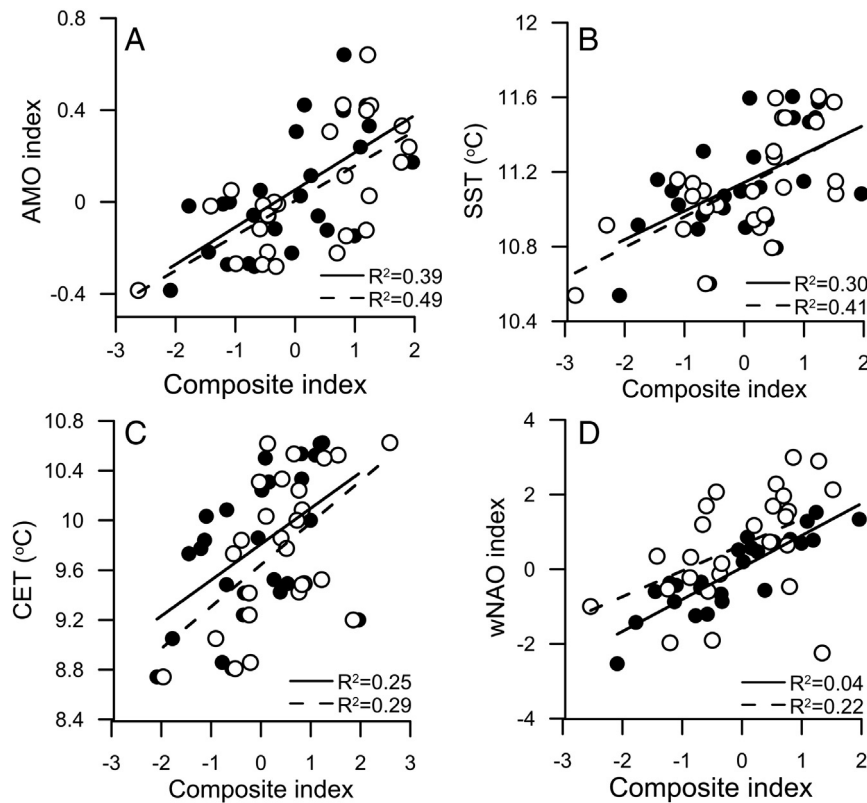 A
AMO index
0.8
0.4
0
-0.4
R²=0.39
R²=0.49
-3 -2 -1 0 1 2
Composite index
B
SST (°C)
12
11.6
11.2
10.8
10.4
R²=0.30
R²=0.41
-3 -2 -1 0 1 2
Composite index
C
CET (°C)
10.8
10.4
10
9.6
9.2
8.8
8.4
R²=0.25
R²=0.29
-3 -2 -1 0 1 2 3
Composite index
D
wNAO index
4
2
0
-2
-4
R²=0.04
R²=0.22
-3 -2 -1 0 1 2
Composite index